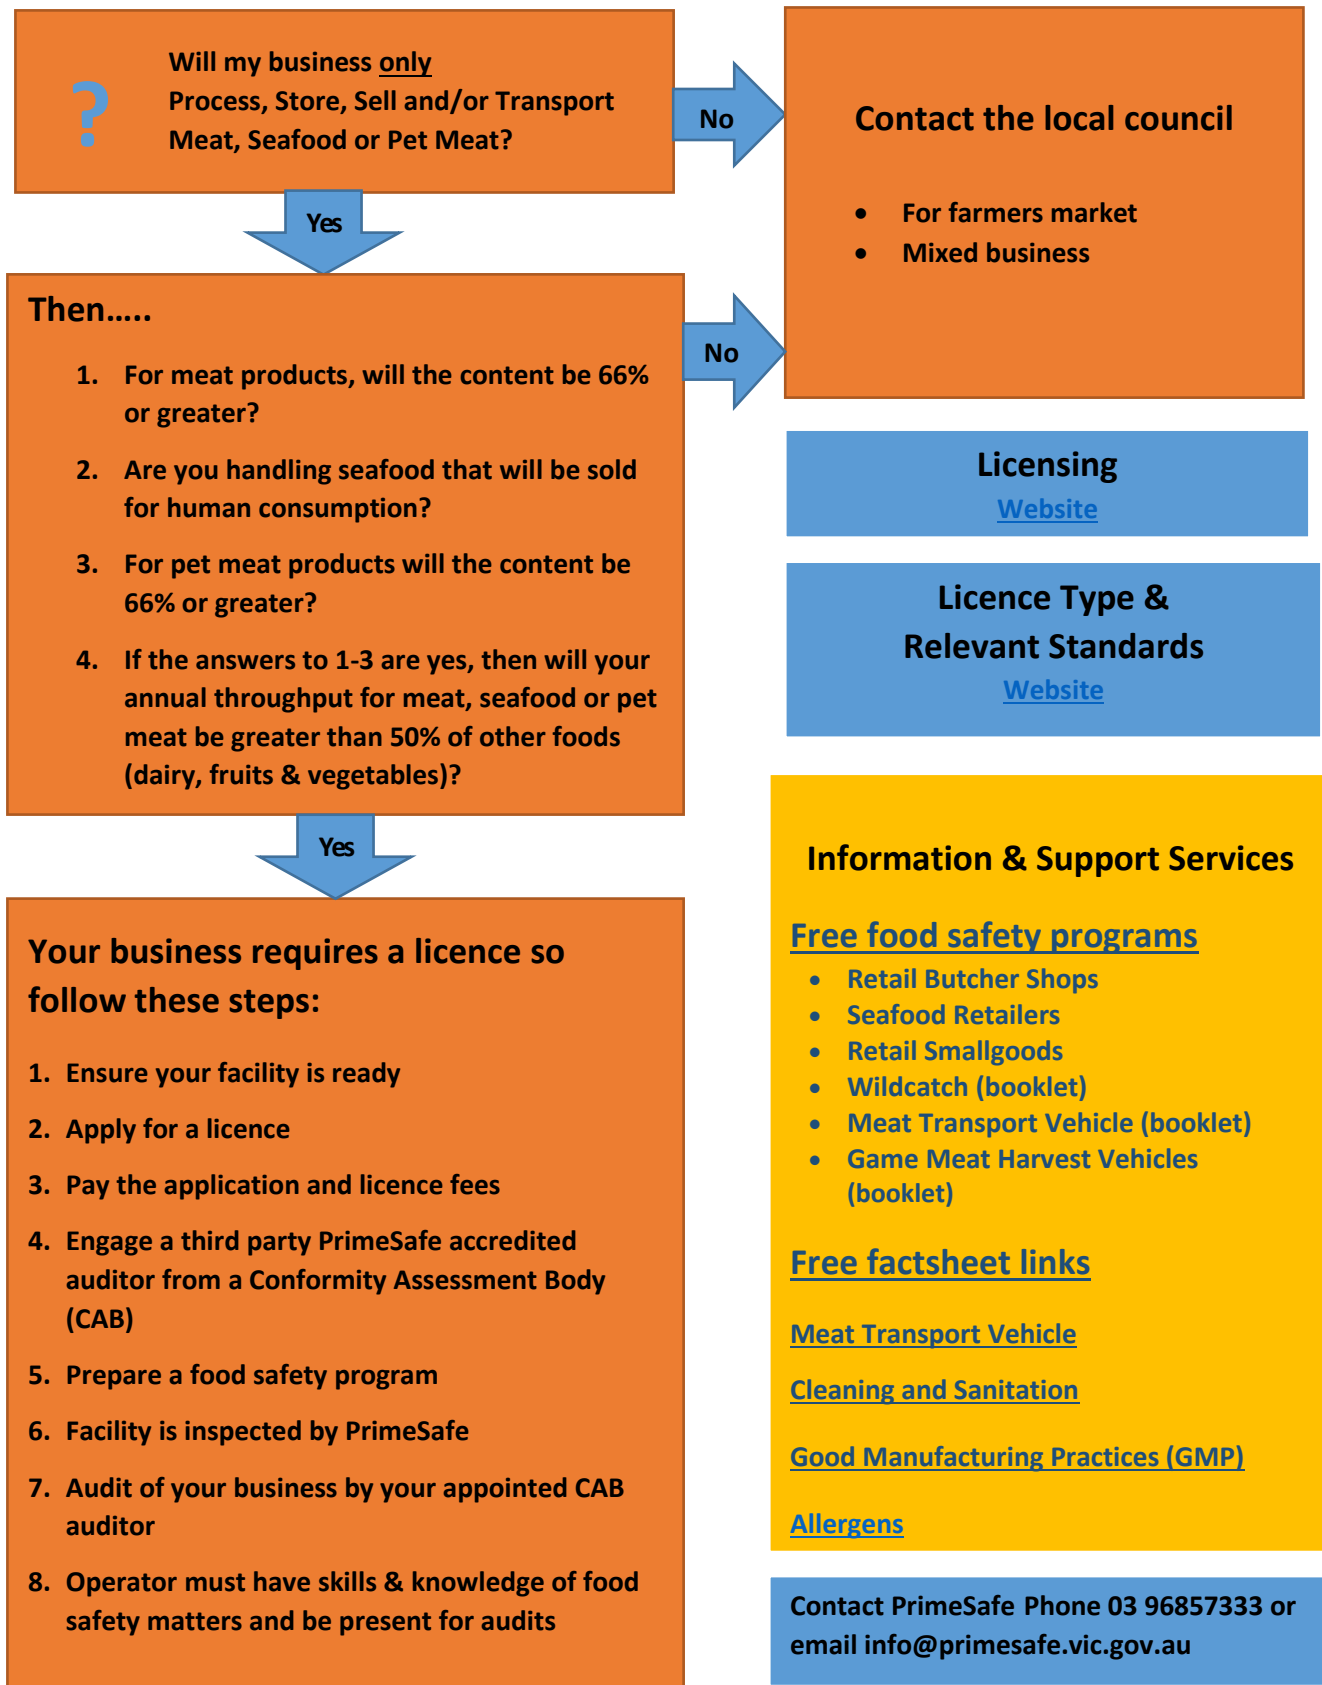 ?
Will my business only
Process, Store, Sell and/or Transport
Meat, Seafood or Pet Meat?
No
Contact the local council
• For farmers market
• Mixed business
Yes
Then.....
1. For meat products, will the content be 66%
or greater?
2. Are you handling seafood that will be sold
for human consumption?
3. For pet meat products will the content be
66% or greater?
4. If the answers to 1-3 are yes, then will your
annual throughput for meat, seafood or pet
meat be greater than 50% of other foods
(dairy, fruits & vegetables)?
No
Yes
Your business requires a licence so
follow these steps:
1. Ensure your facility is ready
2. Apply for a licence
3. Pay the application and licence fees
4. Engage a third party PrimeSafe accredited
auditor from a Conformity Assessment Body
(CAB)
5. Prepare a food safety program
6. Facility is inspected by PrimeSafe
7. Audit of your business by your appointed CAB
auditor
8. Operator must have skills & knowledge of food
safety matters and be present for audits
Licensing
Website
Licence Type &
Relevant Standards
Website
Information & Support Services
Free food safety programs
• Retail Butcher Shops
• Seafood Retailers
• Retail Smallgoods
• Wildcatch (booklet)
• Meat Transport Vehicle (booklet)
• Game Meat Harvest Vehicles
(booklet)
Free factsheet links
Meat Transport Vehicle
Cleaning and Sanitation
Good Manufacturing Practices (GMP)
Allergens
Contact PrimeSafe Phone 03 96857333 or
email info@primesafe.vic.gov.au